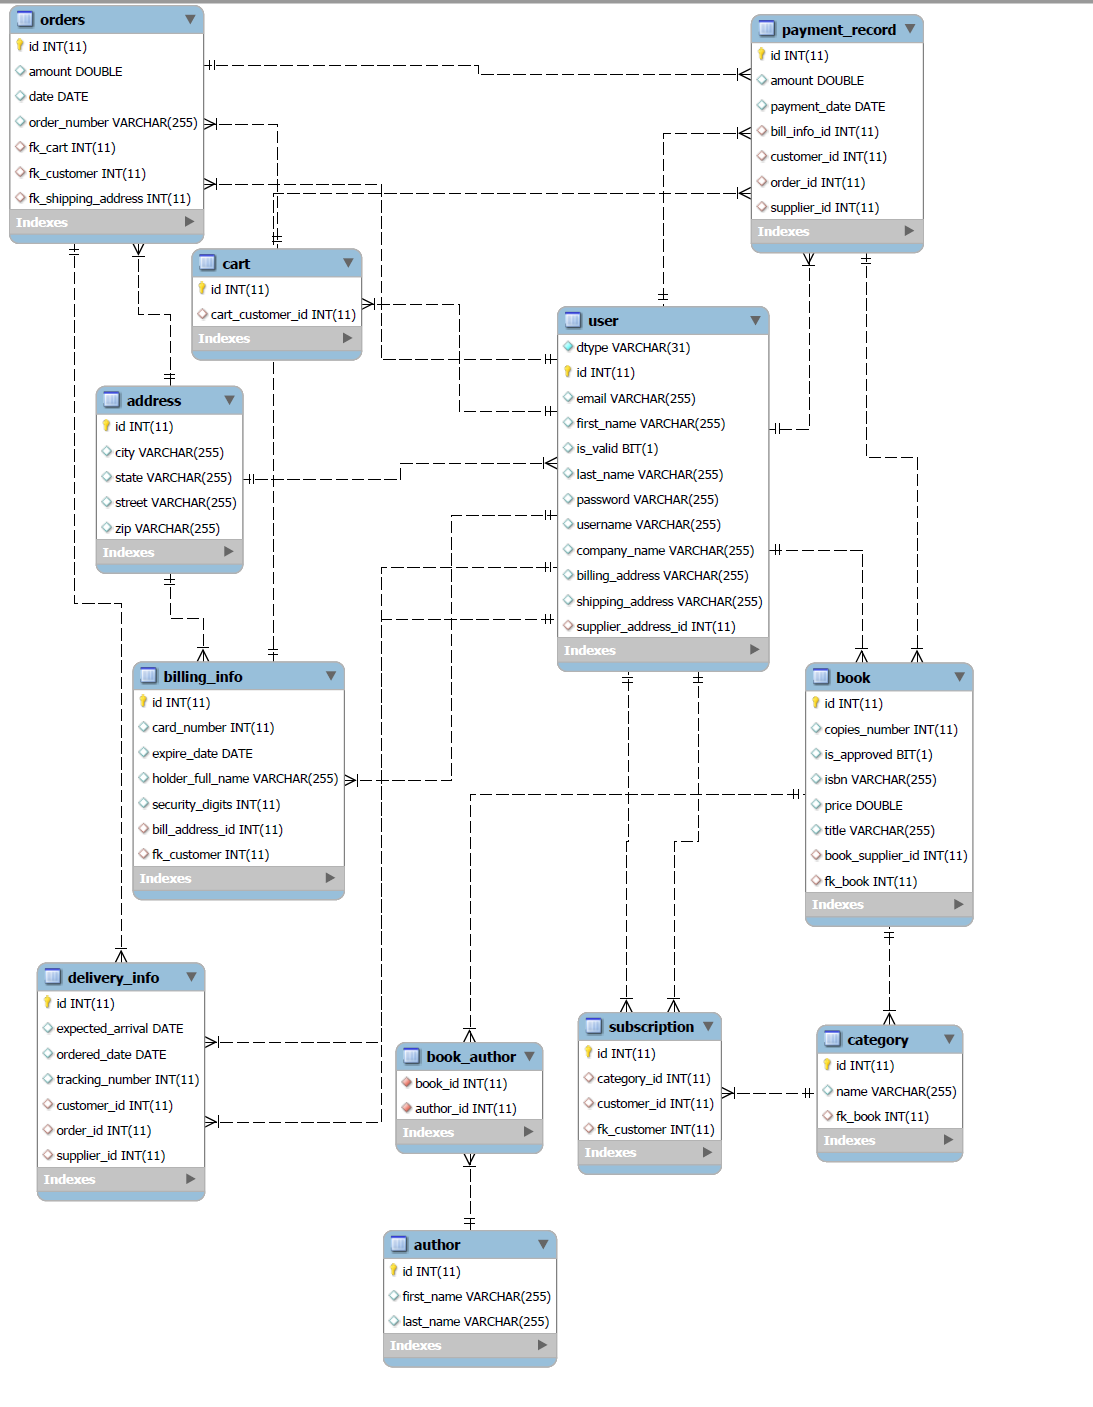 orders
id INT(11)
amount DOUBLE
date DATE
order_number VARCHAR(255)
fk_cart INT(11)
fk_customer INT(11)
fk_shipping_address INT(11)
Indexes
payment_record
id INT(11)
amount DOUBLE
payment_date DATE
bill_info_id INT(11)
customer_id INT(11)
order_id INT(11)
supplier_id INT(11)
Indexes
cart
id INT(11)
cart_customer_id INT(11)
Indexes
user
dtype VARCHAR(31)
id INT(11)
email VARCHAR(255)
first_name VARCHAR(255)
is_valid BIT(1)
last_name VARCHAR(255)
password VARCHAR(255)
username VARCHAR(255)
company_name VARCHAR(255)
billing_address VARCHAR(255)
shipping_address VARCHAR(255)
supplier_address_id INT(11)
Indexes
address
id INT(11)
city VARCHAR(255)
state VARCHAR(255)
street VARCHAR(255)
zip VARCHAR(255)
Indexes
billing_info
id INT(11)
card_number INT(11)
expire_date DATE
holder_full_name VARCHAR(255)
security_digits INT(11)
bill_address_id INT(11)
fk_customer INT(11)
Indexes
book
id INT(11)
copies_number INT(11)
is_approved BIT(1)
isbn VARCHAR(255)
price DOUBLE
title VARCHAR(255)
book_supplier_id INT(11)
fk_book INT(11)
Indexes
delivery_info
id INT(11)
expected_arrival DATE
ordered_date DATE
tracking_number INT(11)
customer_id INT(11)
order_id INT(11)
supplier_id INT(11)
Indexes
book_author
book_id INT(11)
author_id INT(11)
Indexes
subscription
id INT(11)
category_id INT(11)
customer_id INT(11)
fk_customer INT(11)
Indexes
category
id INT(11)
name VARCHAR(255)
fk_book INT(11)
Indexes
author
id INT(11)
first_name VARCHAR(255)
last_name VARCHAR(255)
Indexes